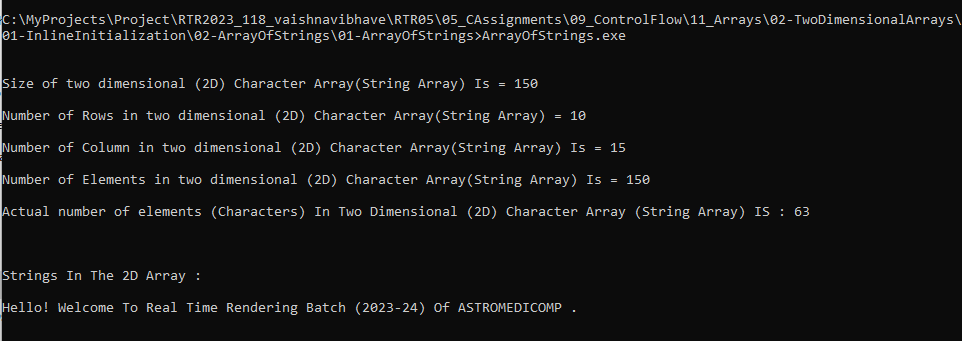 C:\MyProjects\Project\RTR2023_118_vaishnavibhave\RTR05\05_CAssignments\09_ControlFlow\11_Arrays\02-TwoDimensionalArrays\
01-InlineInitialization\02-ArrayOfStrings\01-ArrayOfStrings>ArrayOfStrings.exe
Size of two dimensional (2D) Character Array(String Array) Is = 150
Number of Rows in two dimensional (2D) Character Array(String Array) = 10
Number of Column in two dimensional (2D) Character Array(String Array) Is = 15
Number of Elements in two dimensional (2D) Character Array(String Array) Is = 150
Actual number of elements (Characters) In Two Dimensional (2D) Character Array (String Array) IS : 63
Strings In The 2D Array :
Hello! Welcome To Real Time Rendering Batch (2023-24) Of ASTROMEDICOMP .